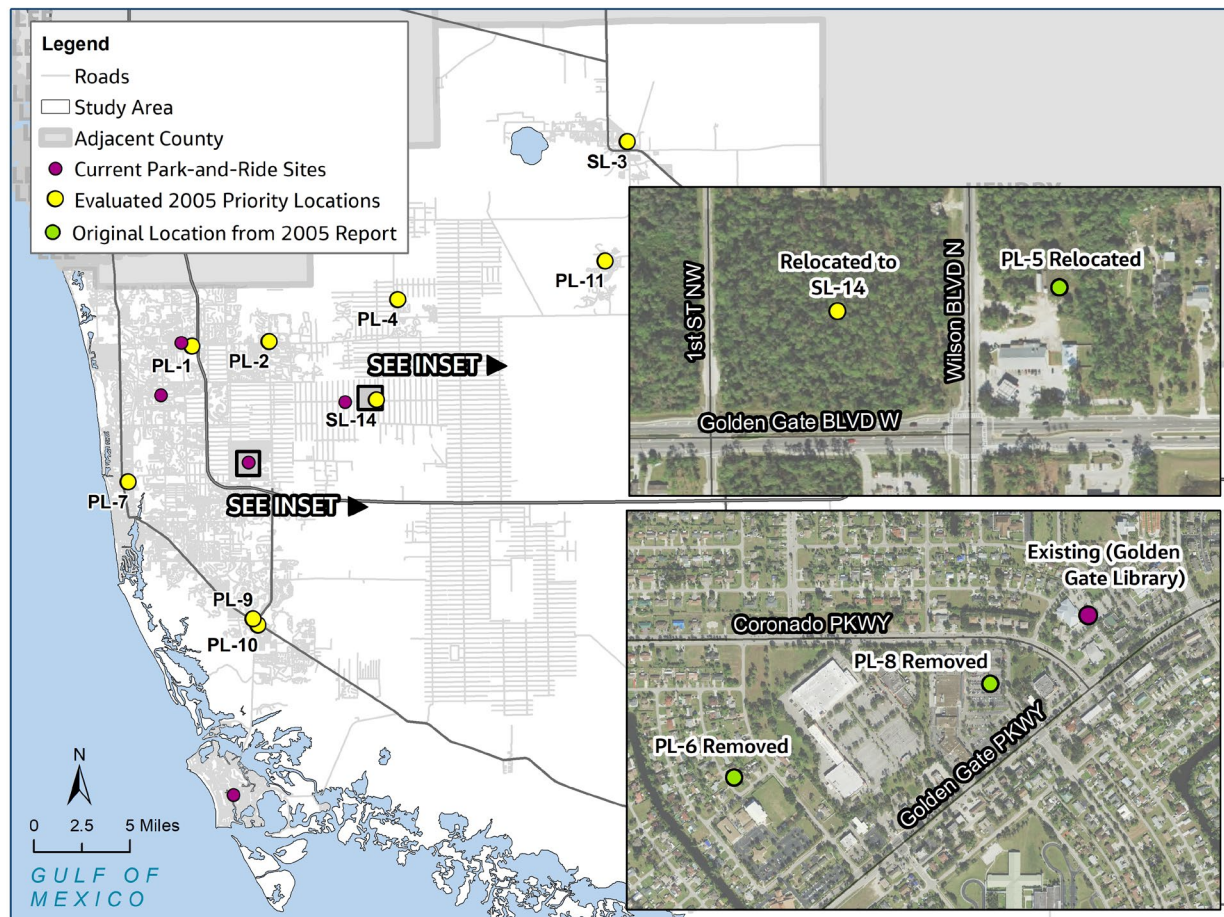 Legend
Roads
Study Area
Adjacent County
Current Park-and-Ride Sites
Evaluated 2005 Priority Locations
Original Location from 2005 Report
SL-3
HENDRY
PL-11
PL-4
PL-1
PL-2
SEE INSET
SL-14
PL-7
SEE INSET
PL-9
PL-10
N
0 2.5 5 Miles
GULF OF
MEXICO
1st ST NW
Relocated to
SL-14
Wilson BLVD N
PL-5 Relocated
Golden Gate BLVD W
Existing (Golden
Gate Library)
Coronado PKWY
PL-8 Removed
PL-6 Removed
Golden Gate PKWY